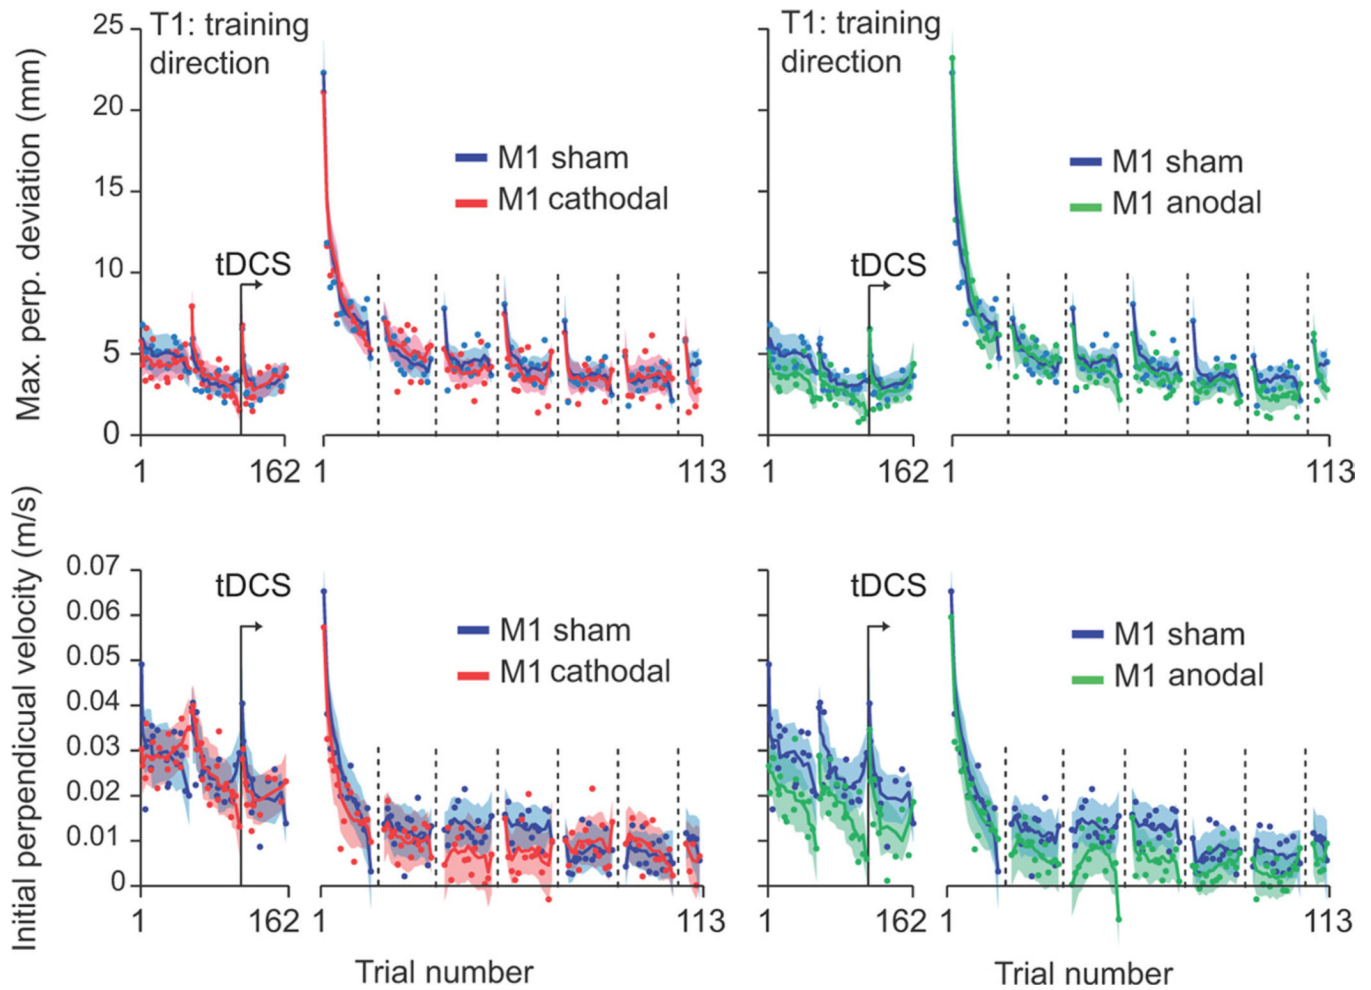 T1: training
direction
T1: training
direction
25
20
15
10
5
0
Max. perp. deviation (mm)
M1 sham
M1 cathodal
tDCS
M1 sham
M1 anodal
tDCS
1
162
1
113
1
162
1
113
Initial perpendicual velocity (m/s)
0.07
0.06
0.05
0.04
0.03
0.02
0.01
0
tDCS
M1 sham
M1 cathodal
tDCS
M1 sham
M1 anodal
1
162
1
113
1
162
1
113
Trial number
Trial number